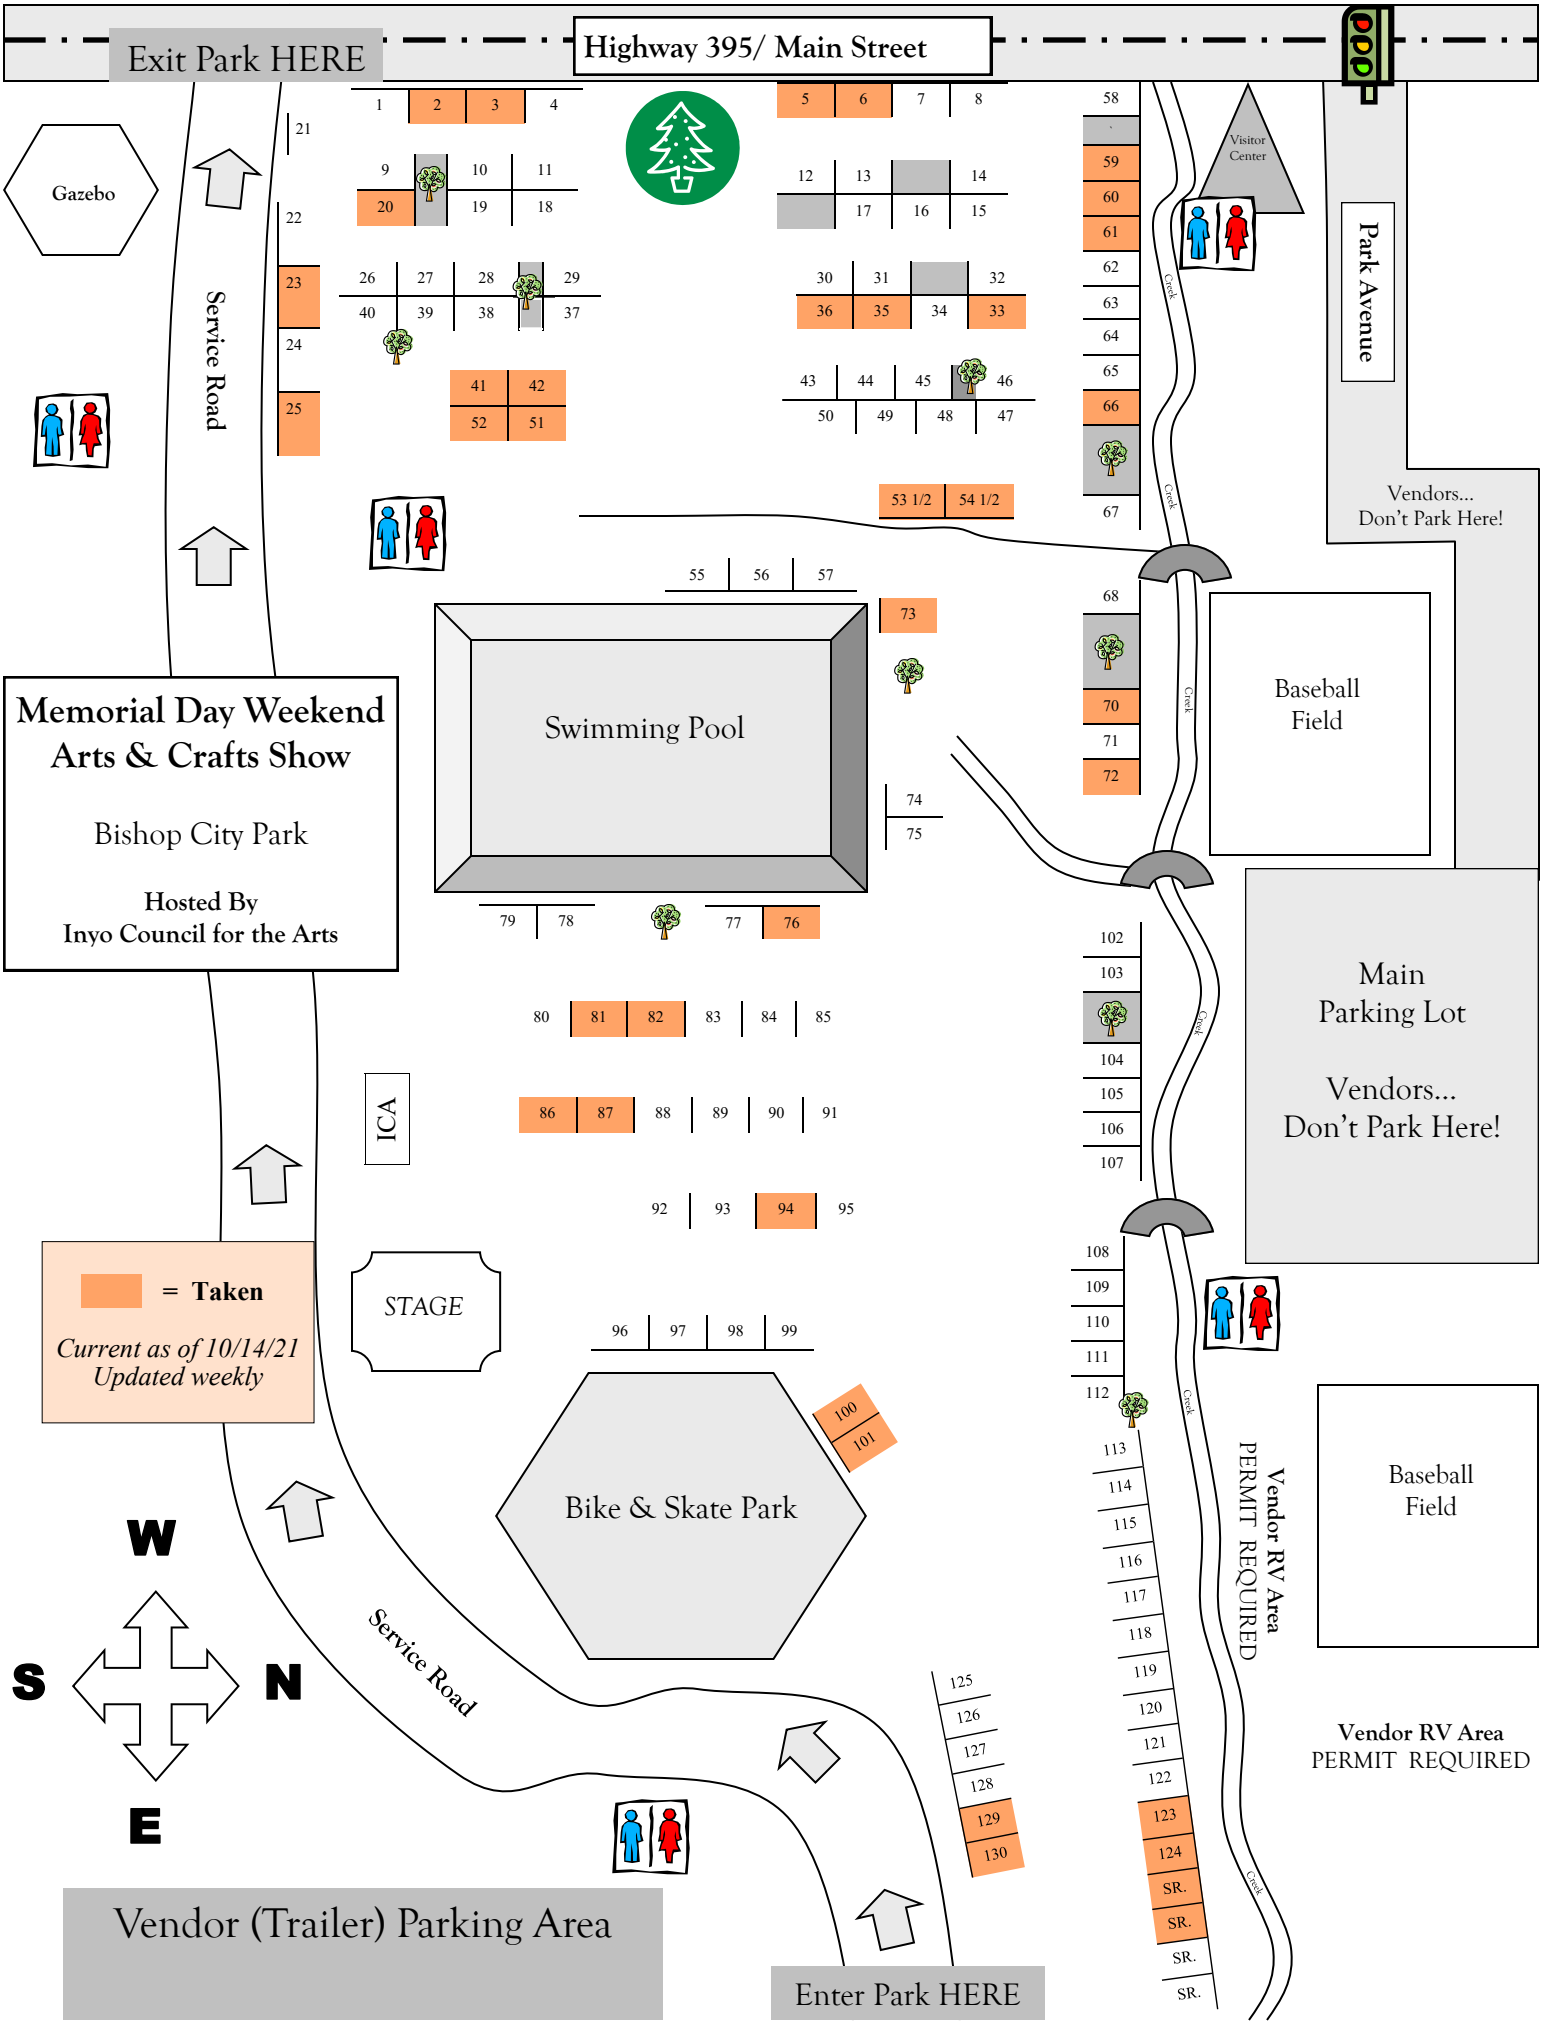 Highway 395/ Main Street
Exit Park HERE
1 2 3 4
5 6 7 8
58
21
Gazebo
Visitor
Center
9 10 11
12 13 14
59
20 19 18
17 16 15
60
22
61
Park Avenue
26 27 28 29
30 31 32
62
23
Service Road
Creek
40 39 38 37
36 35 34 33
63
24
64
41 42
43 44 45 46
65
25
52 51
50 49 48 47
66
53 1/2 54 1/2
67
Creek
Vendors...
Don't Park Here!
55 56 57
68
73
Memorial Day Weekend
Arts & Crafts Show
Bishop City Park
Hosted By
Inyo Council for the Arts
Swimming Pool
70
71
72
Creek
Baseball
Field
74
75
79 78
77 76
102
103
Main
Parking Lot
Vendors...
Don't Park Here!
80 81 82 83 84 85
Creek
104
105
106
107
ICA
86 87 88 89 90 91
92 93 94 95
= Taken
Current as of 10/14/21
Updated weekly
STAGE
108
109
110
111
112
96 97 98 99
100
101
Creek
Bike & Skate Park
Baseball
Field
113
114
115
116
117
118
119
120
121
122
123
124
SR.
SR.
SR.
SR.
Vendor RV Area
PERMIT REQUIRED
W
S N
E
Service Road
125
126
127
128
129
130
Vendor RV Area
PERMIT REQUIRED
Creek
Vendor (Trailer) Parking Area
Enter Park HERE